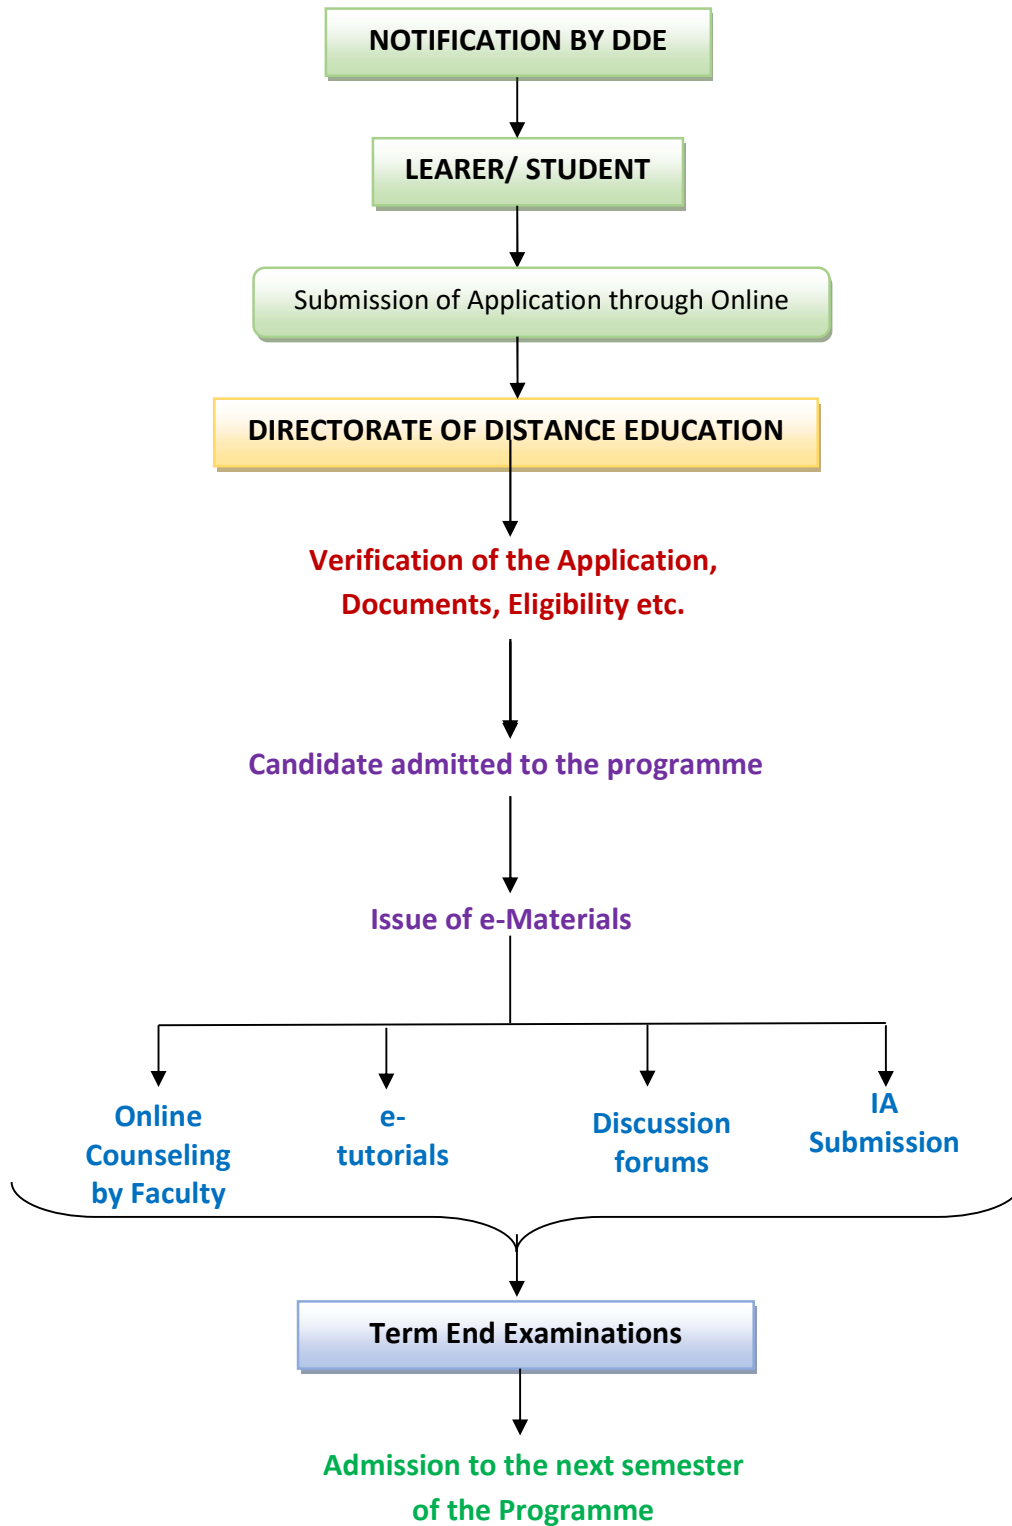 NOTIFICATION BY DDE
LEARER/ STUDENT
Submission of Application through Online
DIRECTORATE OF DISTANCE EDUCATION
Verification of the Application,
Documents, Eligibility etc.
Candidate admitted to the programme
Issue of e-Materials
Online
Counseling
by Faculty
e-
tutorials
Discussion
forums
IA
Submission
Term End Examinations
Admission to the next semester
of the Programme